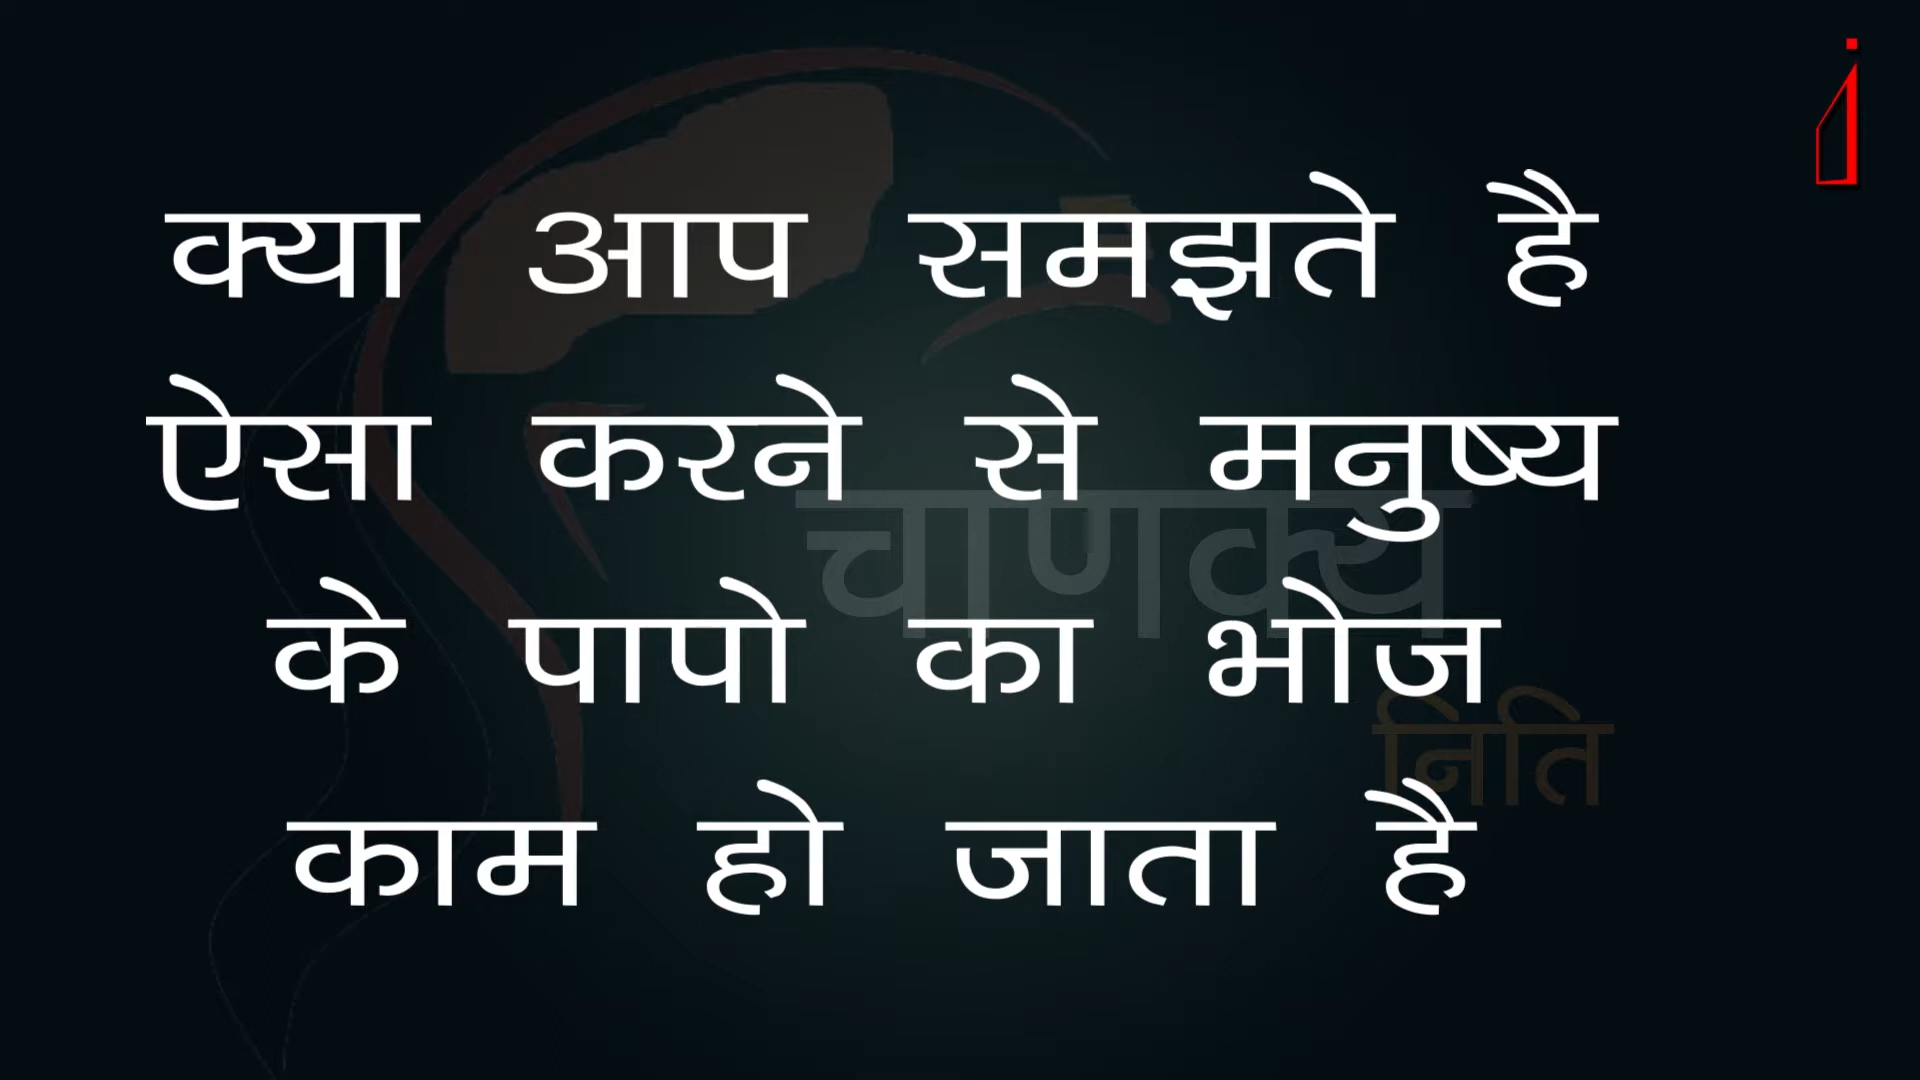 क्या आप समझते है
ऐसा करने से मनुष्य
चाणक्य
के पापो का भोज
निति
काम हो जाता है